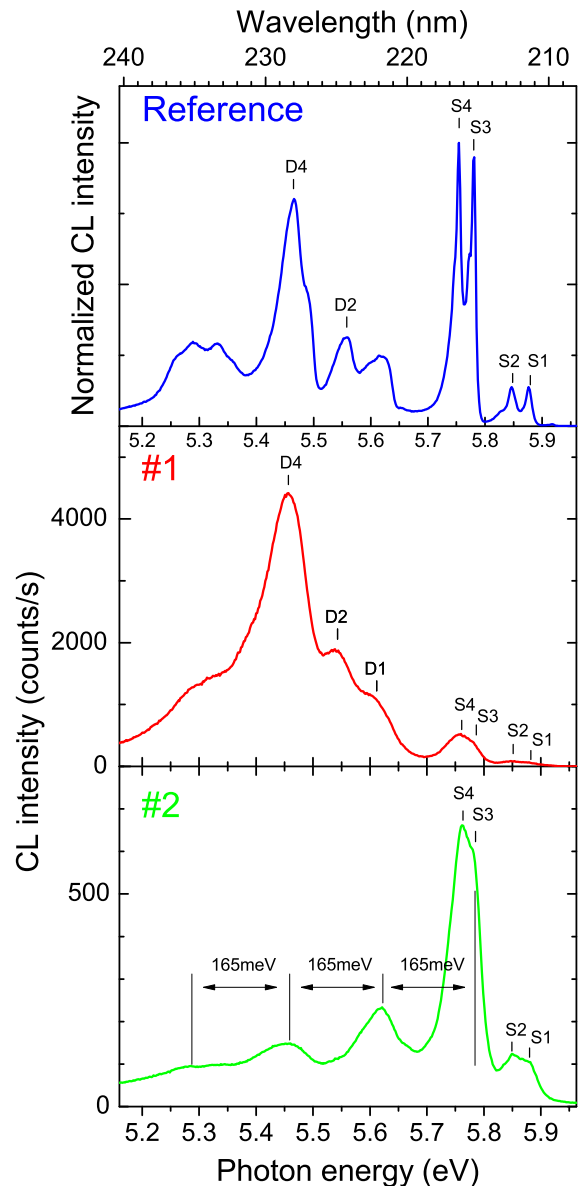 Wavelength (nm)
240 230 220 210
Normalized CL intensity
Reference
D4
D2
S4
S3
S2
S1
5.2 5.3 5.4 5.5 5.6 5.7 5.8 5.9
CL intensity (counts/s)
#1
4000
2000
0
D4
D2
D1
S4
S3
S2
S1
#2
500
0
S4
S3
165meV 165meV 165meV
S2
S1
5.2 5.3 5.4 5.5 5.6 5.7 5.8 5.9
Photon energy (eV)